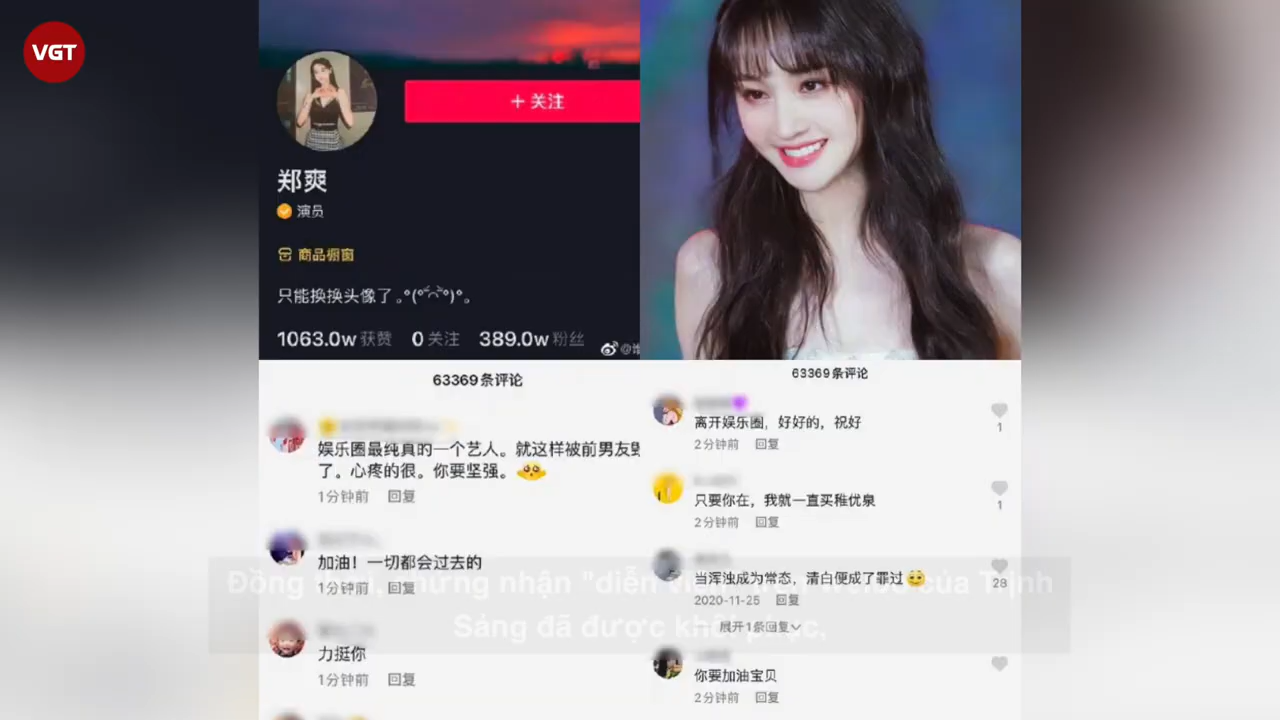 VGT
+ 关注
郑爽
演员
商品橱窗
只能换换头像了
1063.0w 获赞 0 关注 389.0w 粉丝
63369条评论
娱乐圈最纯真的一个艺人。就这样被前男友毁
了。心疼的很。你要坚强。
1分钟前 回复
加油！一切都会过去的
1分钟前 回复
力挺你
1分钟前 回复
63369条评论
离开娱乐圈，好好的，祝好
2分钟前 回复
1
只要你在，我就一直买稚优泉
2分钟前 回复
1
当浑浊成为常态，清白便成了罪过
2020-11-25 回复
28
展开1条回复
你要加油宝贝
2分钟前 回复
Đồng nhận "diễn của Trịnh
Sảng đã được